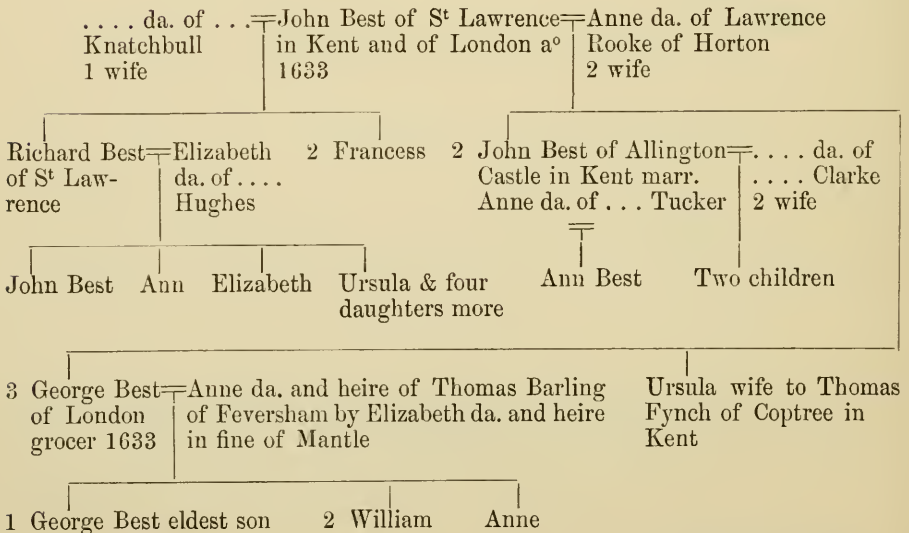 . . . . da. of . . . John Best of Sᵗ Lawrence Anne da. of Lawrence
Knatchbull in Kent and of London aᵒ Rooke of Horton
1 wife 1633 2 wife
Richard Best Elizabeth 2 Francess 2 John Best of Allington . . . . da. of
of Sᵗ Law- da. of . . . . Castle in Kent marr. . . . . Clarke
rence Hughes Anne da. of . . . Tucker 2 wife
John Best Ann Elizabeth Ursula & four Ann Best Two children
daughters more
3 George Best Anne da. and heire of Thomas Barling Ursula wife to Thomas
of London of Feversham by Elizabeth da. and heire Fynch of Coptree in
grocer 1633 in fine of Mantle Kent
1 George Best eldest son 2 William Anne